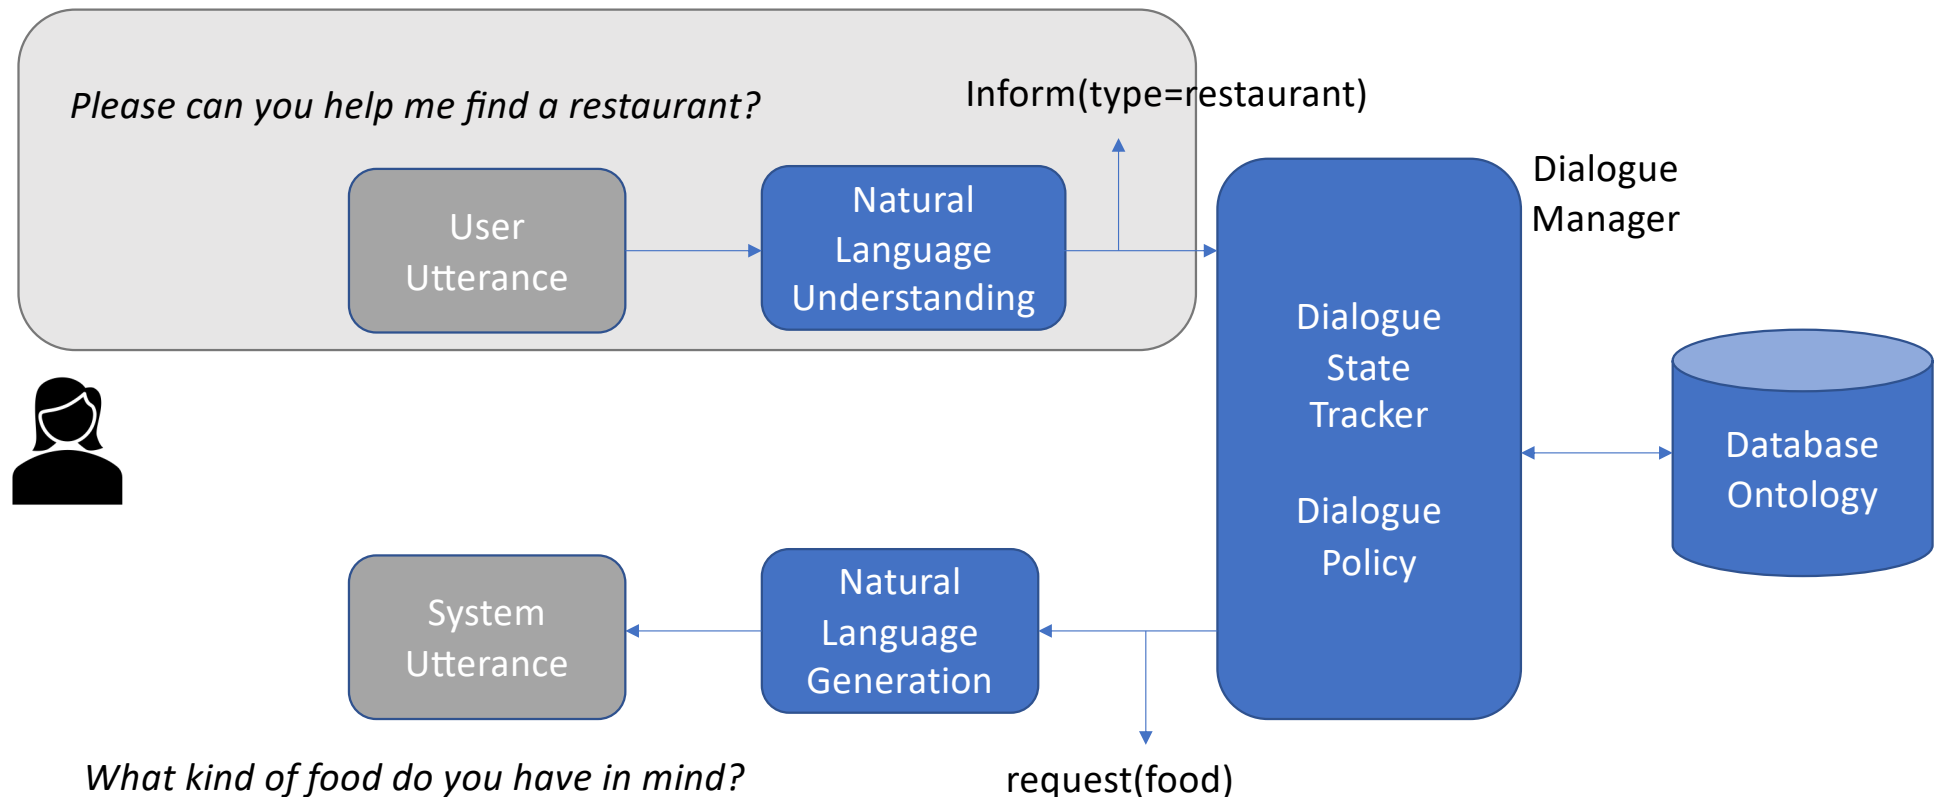 Please can you help me find a restaurant?
Inform(type=restaurant)
User
Utterance
Natural
Language
Understanding
Dialogue
Manager
Dialogue
State
Tracker
Dialogue
Policy
Database
Ontology
System
Utterance
Natural
Language
Generation
What kind of food do you have in mind?
request(food)